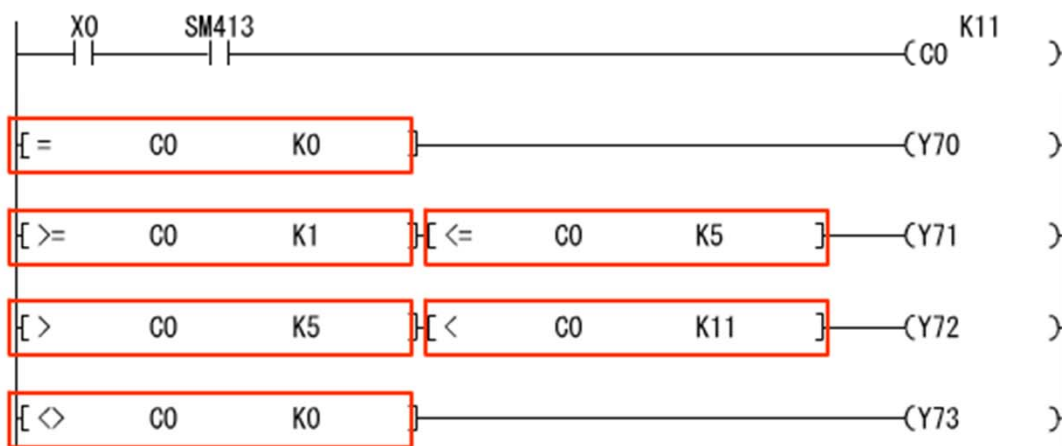 X0 SM413 K11
(C0 )
[= C0 K0 ] (Y70 )
[>= C0 K1 ] [<= C0 K5 ] (Y71 )
[> C0 K5 ] [< C0 K11 ] (Y72 )
[<> C0 K0 ] (Y73 )